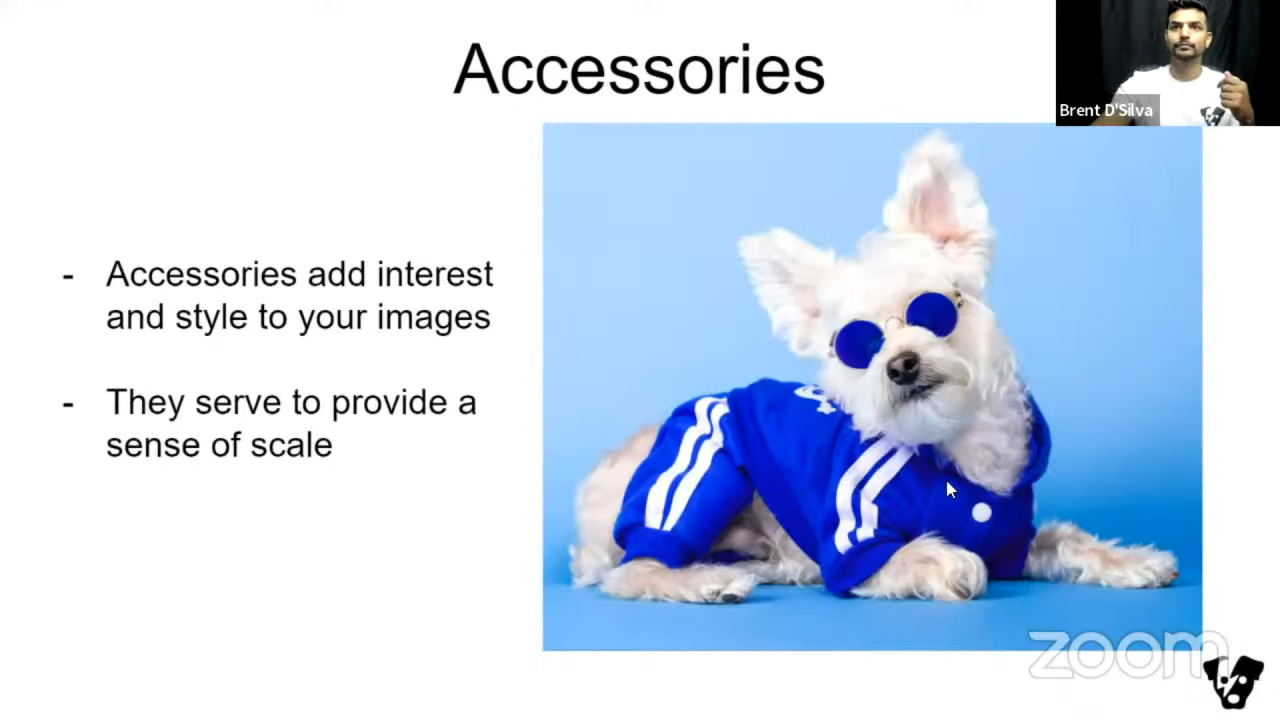 Accessories
Brent D'Silva
- Accessories add interest
and style to your images
- They serve to provide a
sense of scale
zoom